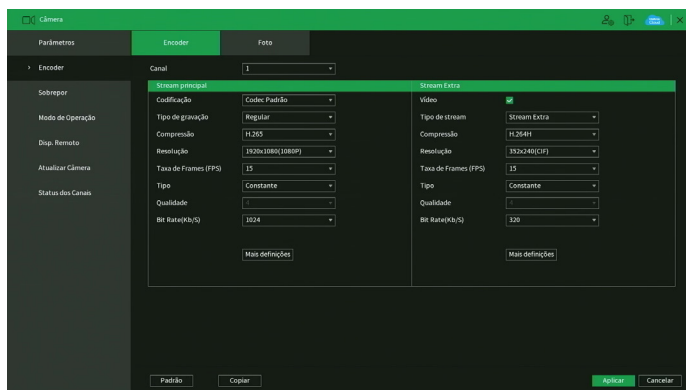 Câmera
Parâmetros
Encoder
Foto
Encoder
Canal
1
Sobrepor
Modo de Operação
Disp. Remoto
Atualizar Câmera
Status dos Canais
Stream principal
Codificação
Codec Padrão
Tipo de gravação
Regular
Compressão
H.265
Resolução
1920x1080(1080P)
Taxa de Frames (FPS)
15
Tipo
Constante
Qualidade
4
Bit Rate(Kb/S)
1024
Mais definições
Stream Extra
Vídeo
Tipo de stream
Stream Extra
Compressão
H.264H
Resolução
352x240(CIF)
Taxa de Frames (FPS)
15
Tipo
Constante
Qualidade
4
Bit Rate(Kb/S)
320
Mais definições
Padrão
Copiar
Aplicar
Cancelar